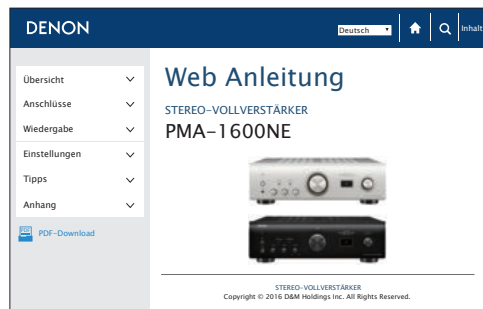 DENON
Deutsch
Inhalt
Übersicht
Anschlüsse
Wiedergabe
Einstellungen
Tipps
Anhang
PDF-Download
Web Anleitung
STEREO-VOLLVERSTÄRKER
PMA-1600NE
STEREO-VOLLVERSTÄRKER
Copyright © 2016 D&M Holdings Inc. All Rights Reserved.